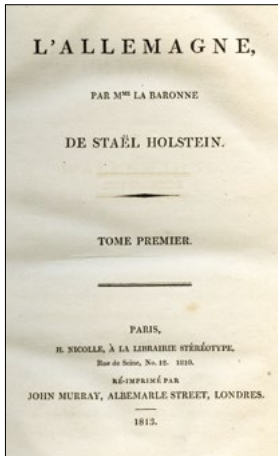 L'ALLEMAGNE,
PAR MME LA BARONNE
DE STAËL HOLSTEIN.
TOME PREMIER.
PARIS,
H. NICOLLE, À LA LIBRAIRIE STÉRÉOTYPE,
Rue de Seine, No. 12. 1810.
RÉ-IMPRIMÉ PAR
JOHN MURRAY, ALBEMARLE STREET, LONDRES.
1813.